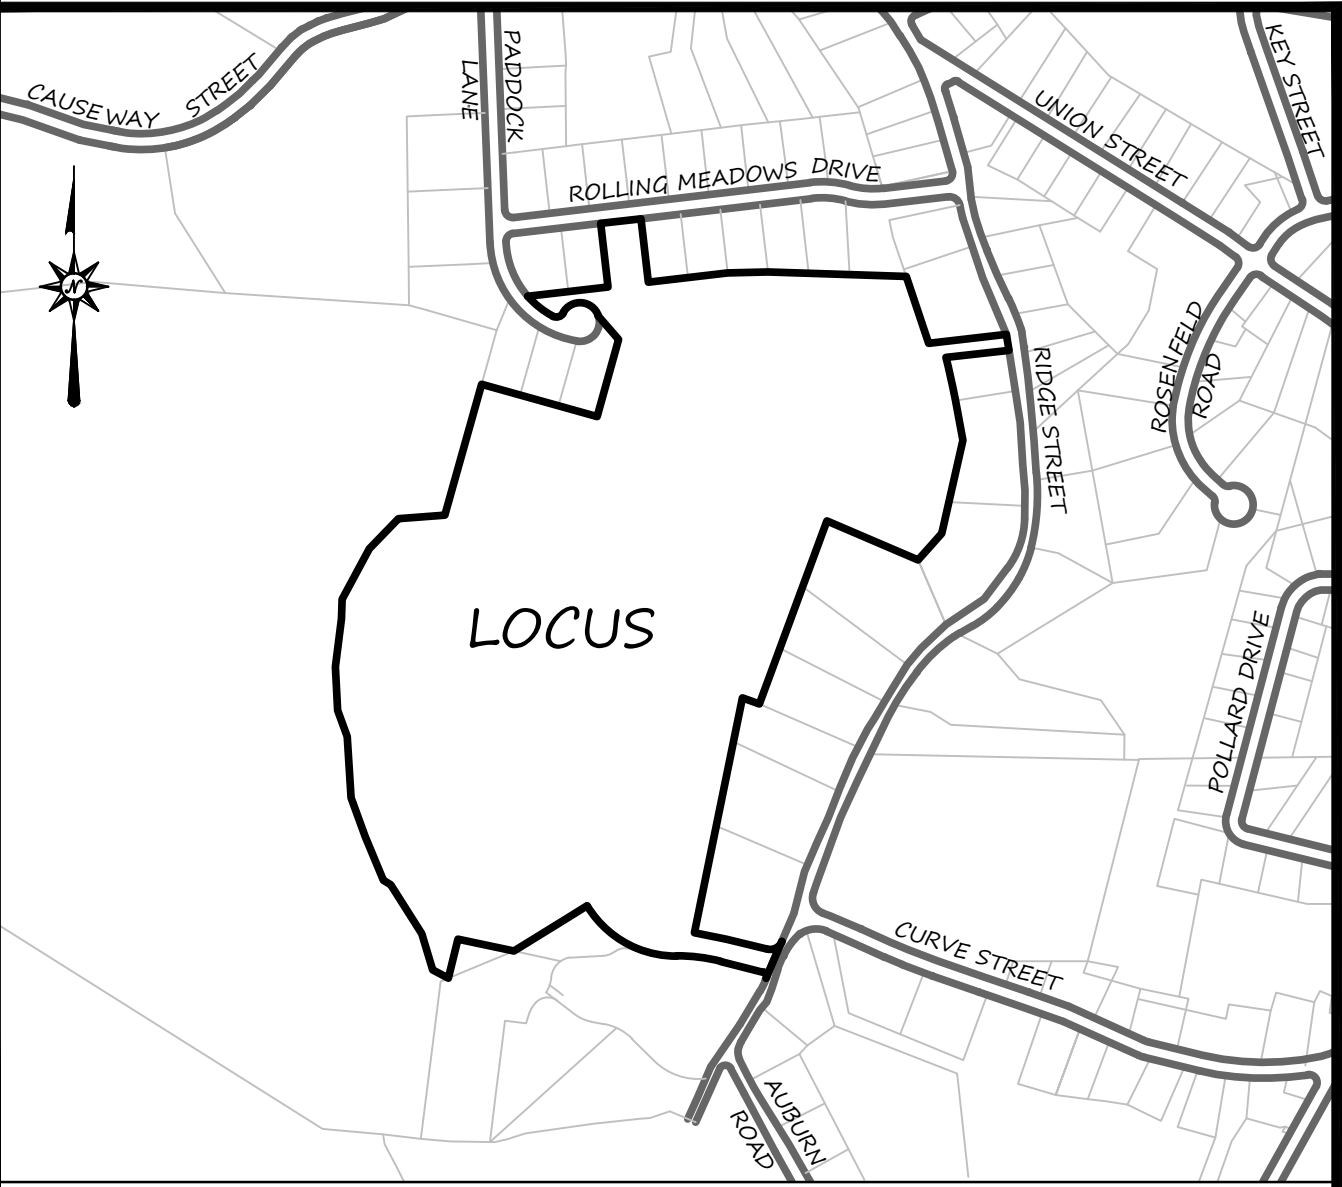 CAUSEWAY STREET
PADDOCK
LANE
KEY STREET
UNION STREET
ROLLING MEADOWS DRIVE
N
ROSENFELD
ROAD
RIDGE STREET
LOCUS
POLLARD DRIVE
CURVE STREET
AUBURN
ROAD